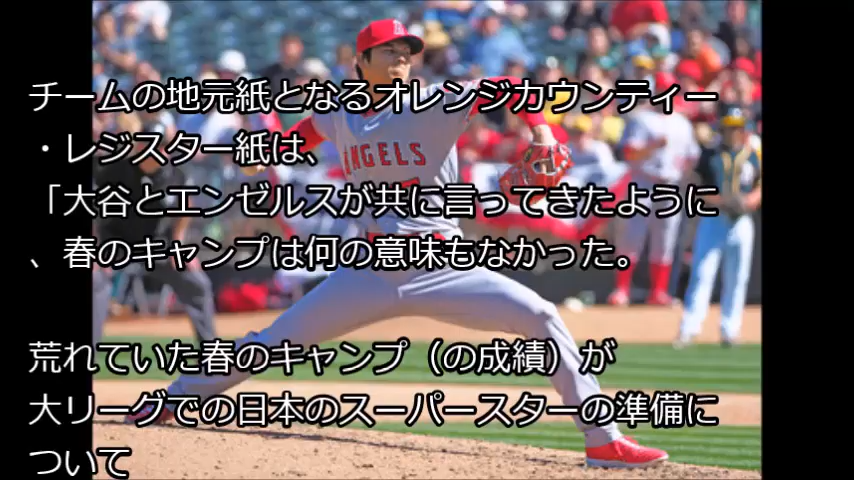 チームの地元紙となるオレンジカウンティー
・レジスター紙は、
ANGELS
「大谷とエンゼルスが共に言ってきたように
、春のキャンプは何の意味もなかった。
荒れていた春のキャンプ（の成績）が
大リーグでの日本のスーパースターの準備に
ついて